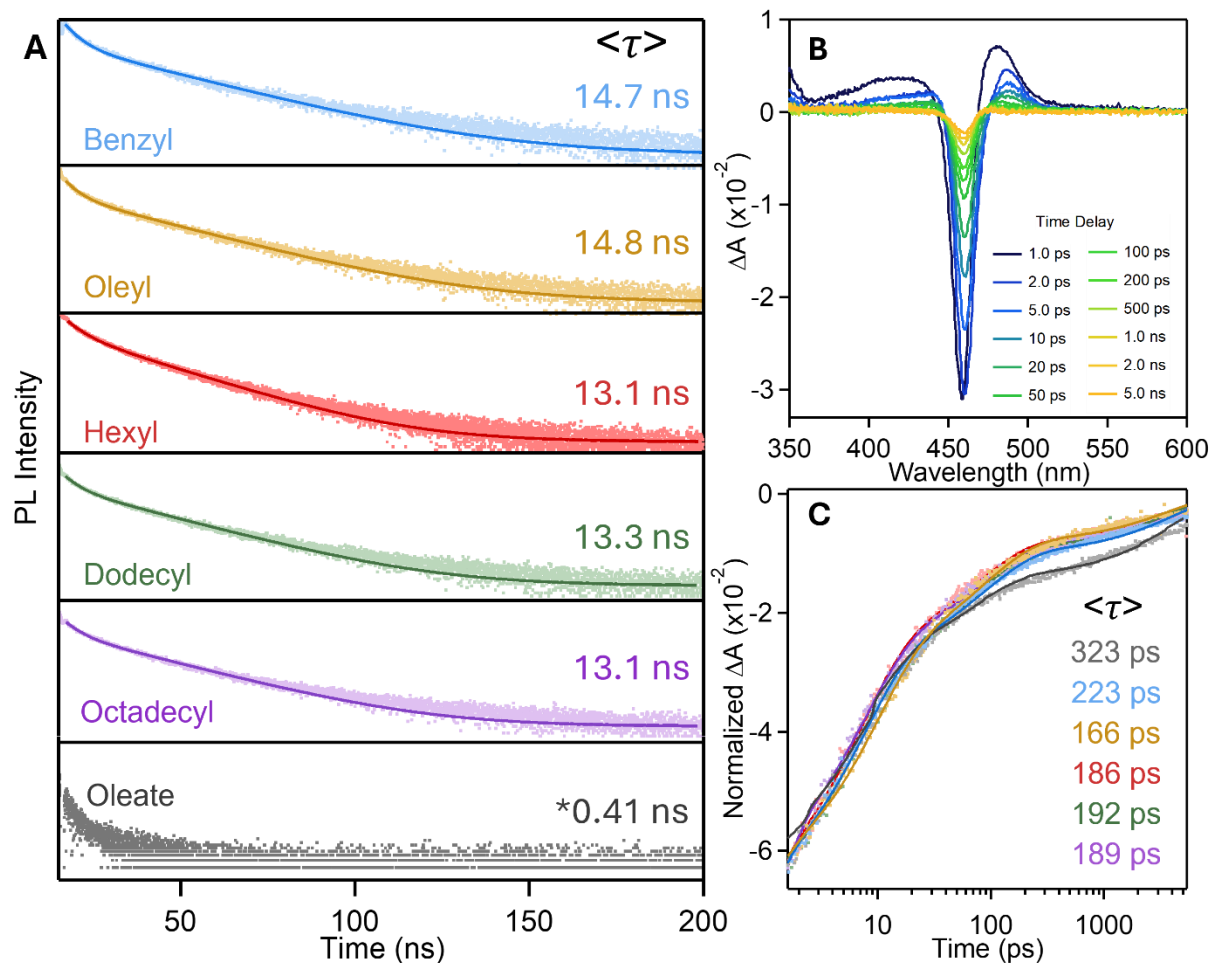 A
<τ>
14.7 ns
Benzyl
14.8 ns
Oleyl
13.1 ns
Hexyl
13.3 ns
Dodecyl
13.1 ns
Octadecyl
Oleate
*0.41 ns
PL Intensity
50
100
150
200
Time (ns)
B
1
0
-1
-2
-3
ΔA (x10⁻²)
Time Delay
1.0 ps
2.0 ps
5.0 ps
10 ps
20 ps
50 ps
100 ps
200 ps
500 ps
1.0 ns
2.0 ns
5.0 ns
350
400
450
500
550
600
Wavelength (nm)
C
0
-2
-4
-6
Normalized ΔA (x10⁻²)
<τ>
323 ps
223 ps
166 ps
186 ps
192 ps
189 ps
10
100
1000
Time (ps)